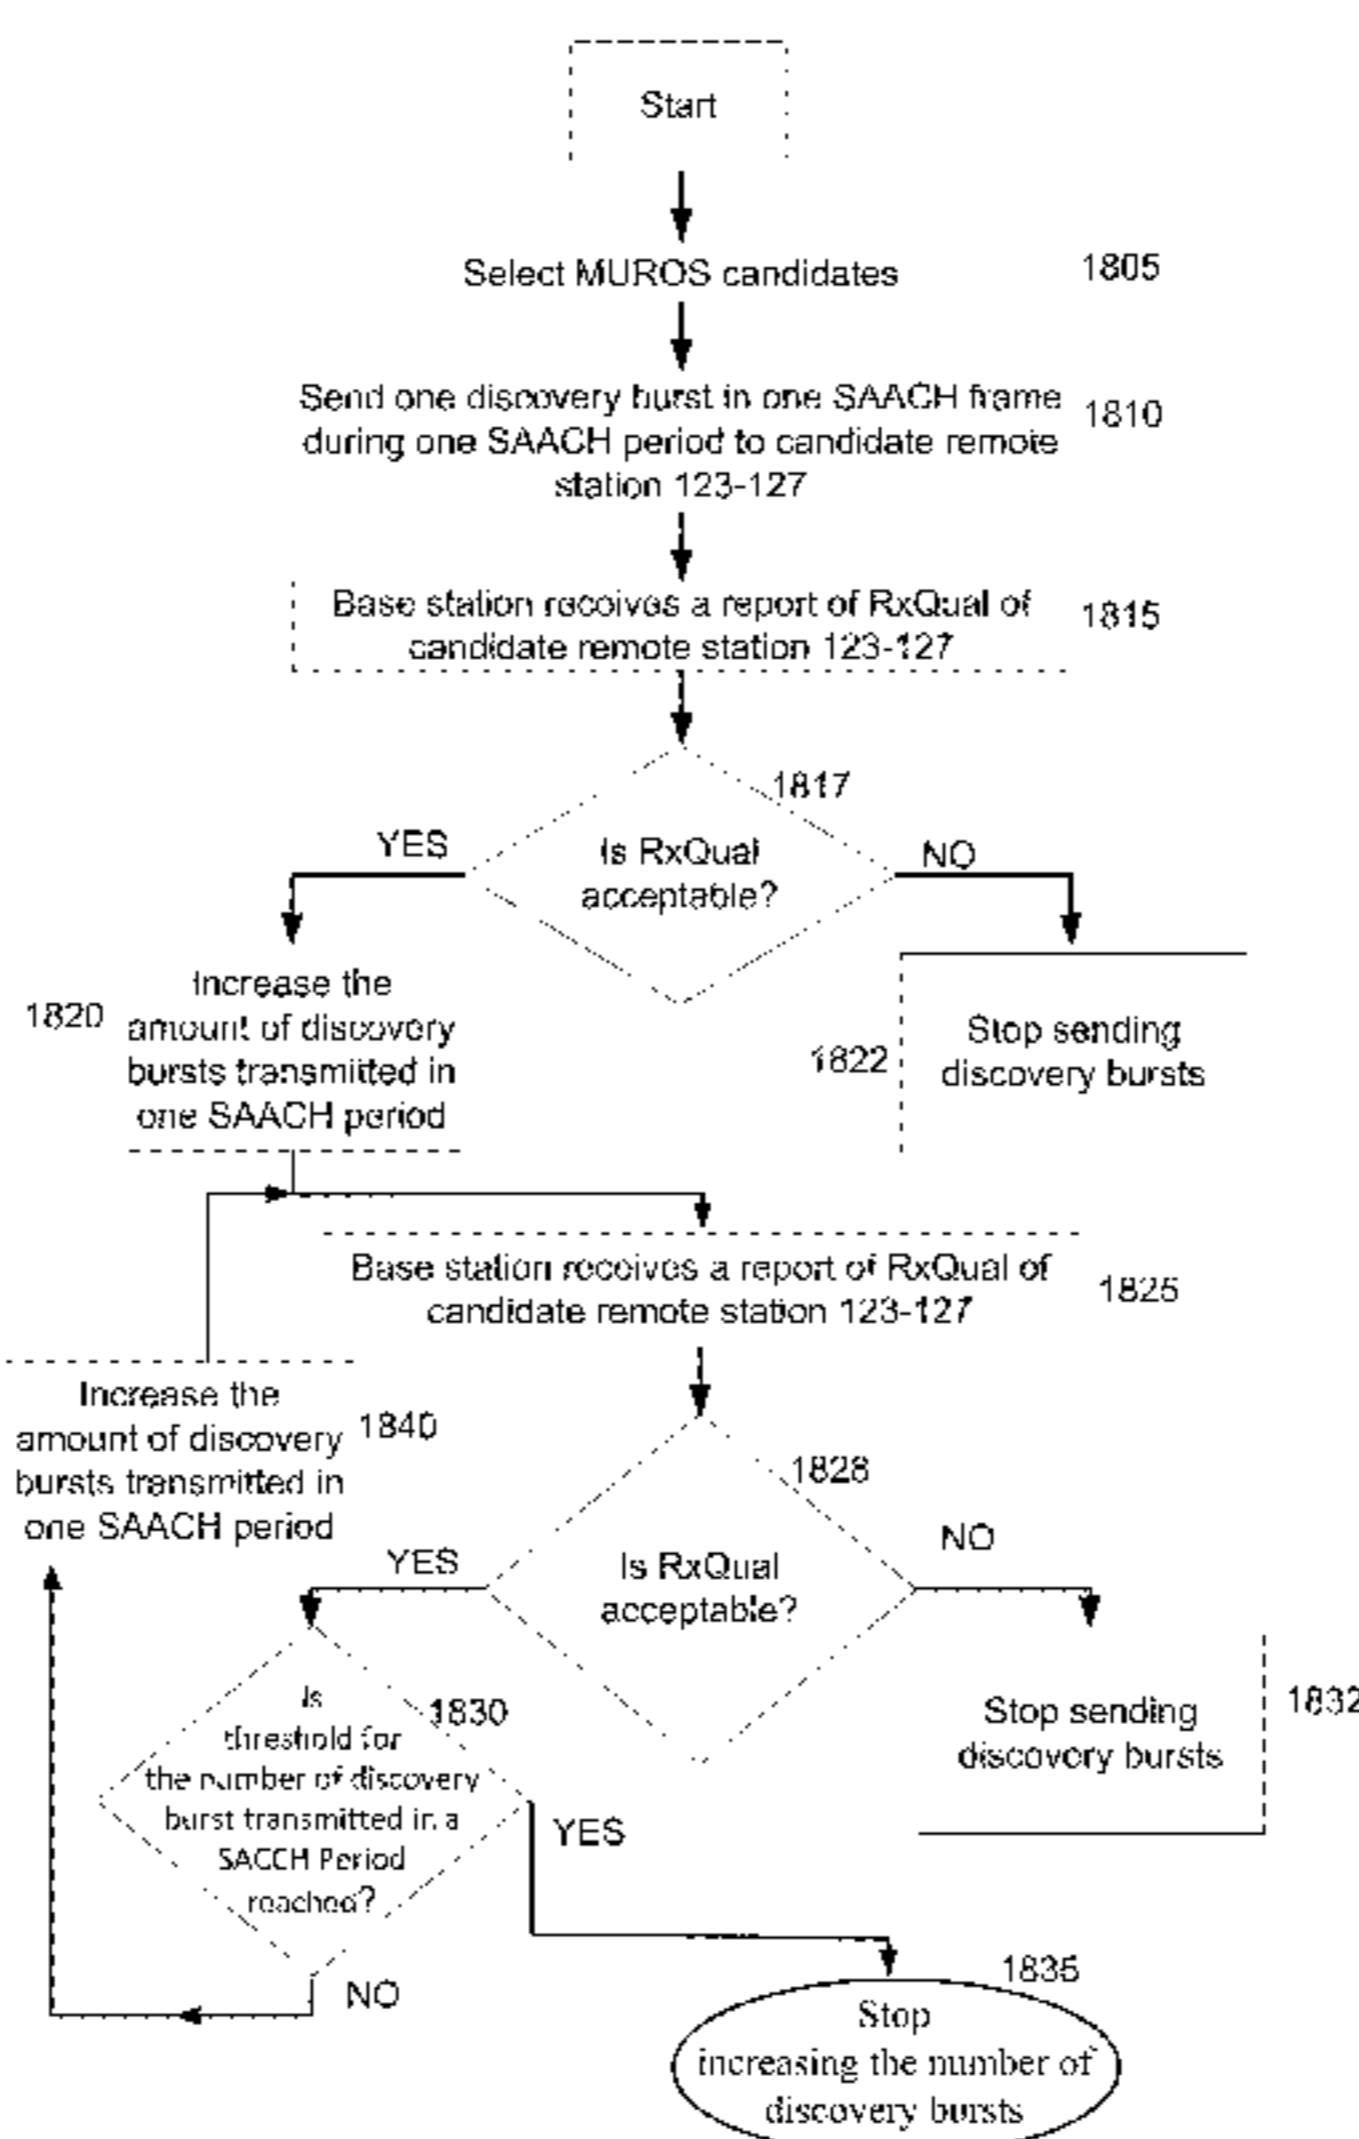 Start
Select MUROS candidates
1805
Send one discovery burst in one SAACH frame
during one SAACH period to candidate remote
station 123-127
1810
Base station receives a report of RxQual of
candidate remote station 123-127
1815
1817
Is RxQual
acceptable?
YES
NO
1820
Increase the
amount of discovery
bursts transmitted in
one SAACH period
1822
Stop sending
discovery bursts
Base station receives a report of RxQual of
candidate remote station 123-127
1825
Increase the
amount of discovery
bursts transmitted in
one SAACH period
1840
1828
Is RxQual
acceptable?
YES
NO
1830
Is
threshold for
the number of discovery
burst transmitted in a
SACCH Period
reached?
YES
NO
Stop sending
discovery bursts
1832
1835
Stop
increasing the number of
discovery bursts